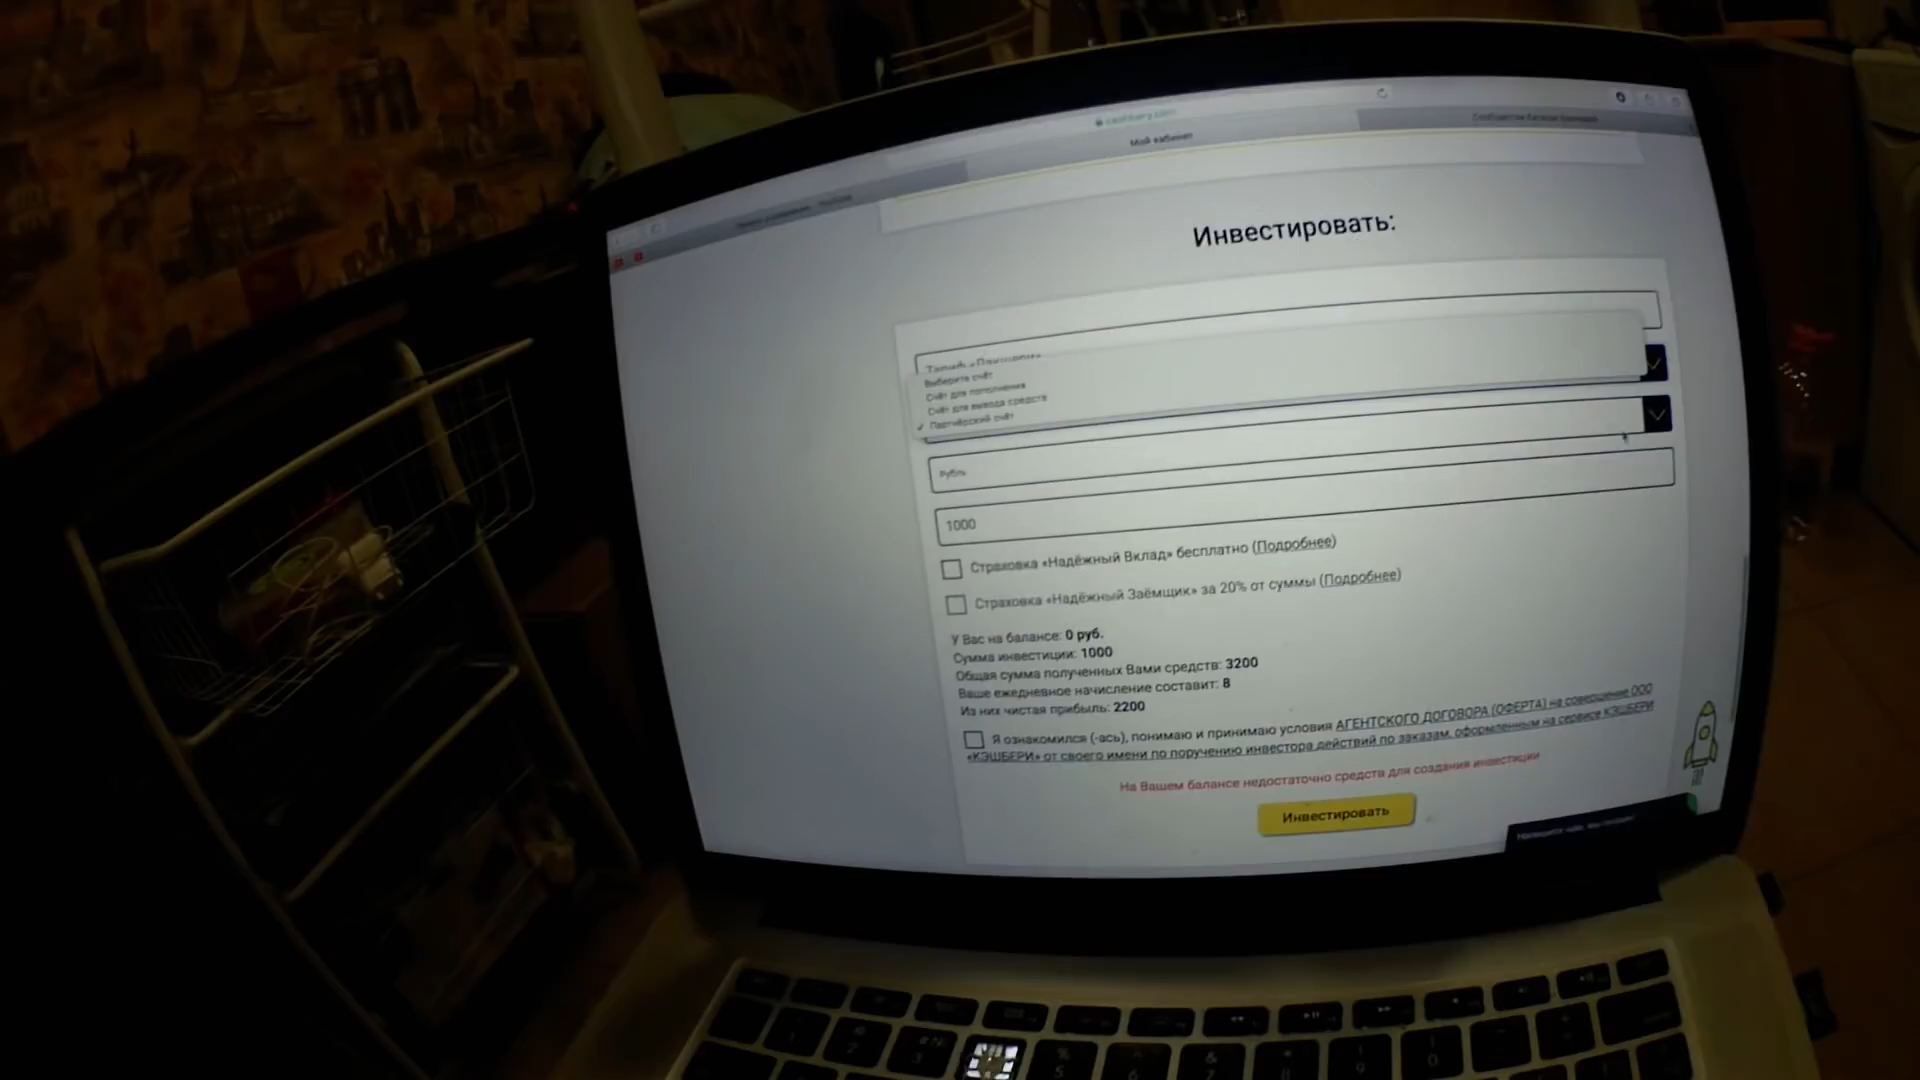 cashbery.com
Мой кабинет
Инвестировать:
Выберите счёт
Счёт для пополнения
Счёт для вывода средств
✓ Партнёрский счёт
Рубль
1000
Страховка «Надёжный Вклад» бесплатно (Подробнее)
Страховка «Надёжный Заёмщик» за 20% от суммы (Подробнее)
У Вас на балансе: 0 руб.
Сумма инвестиции: 1000
Общая сумма полученных Вами средств: 3200
Ваше ежедневное начисление составит: 8
Из них чистая прибыль: 2200
Я ознакомился (-ась), понимаю и принимаю условия АГЕНТСКОГО ДОГОВОРА (ОФЕРТА) на совершение ООО
«КЭШБЕРИ» от своего имени по поручению инвестора действий по заказам, оформленным на сервисе КЭШБЕРИ
На Вашем балансе недостаточно средств для создания инвестиции
Инвестировать